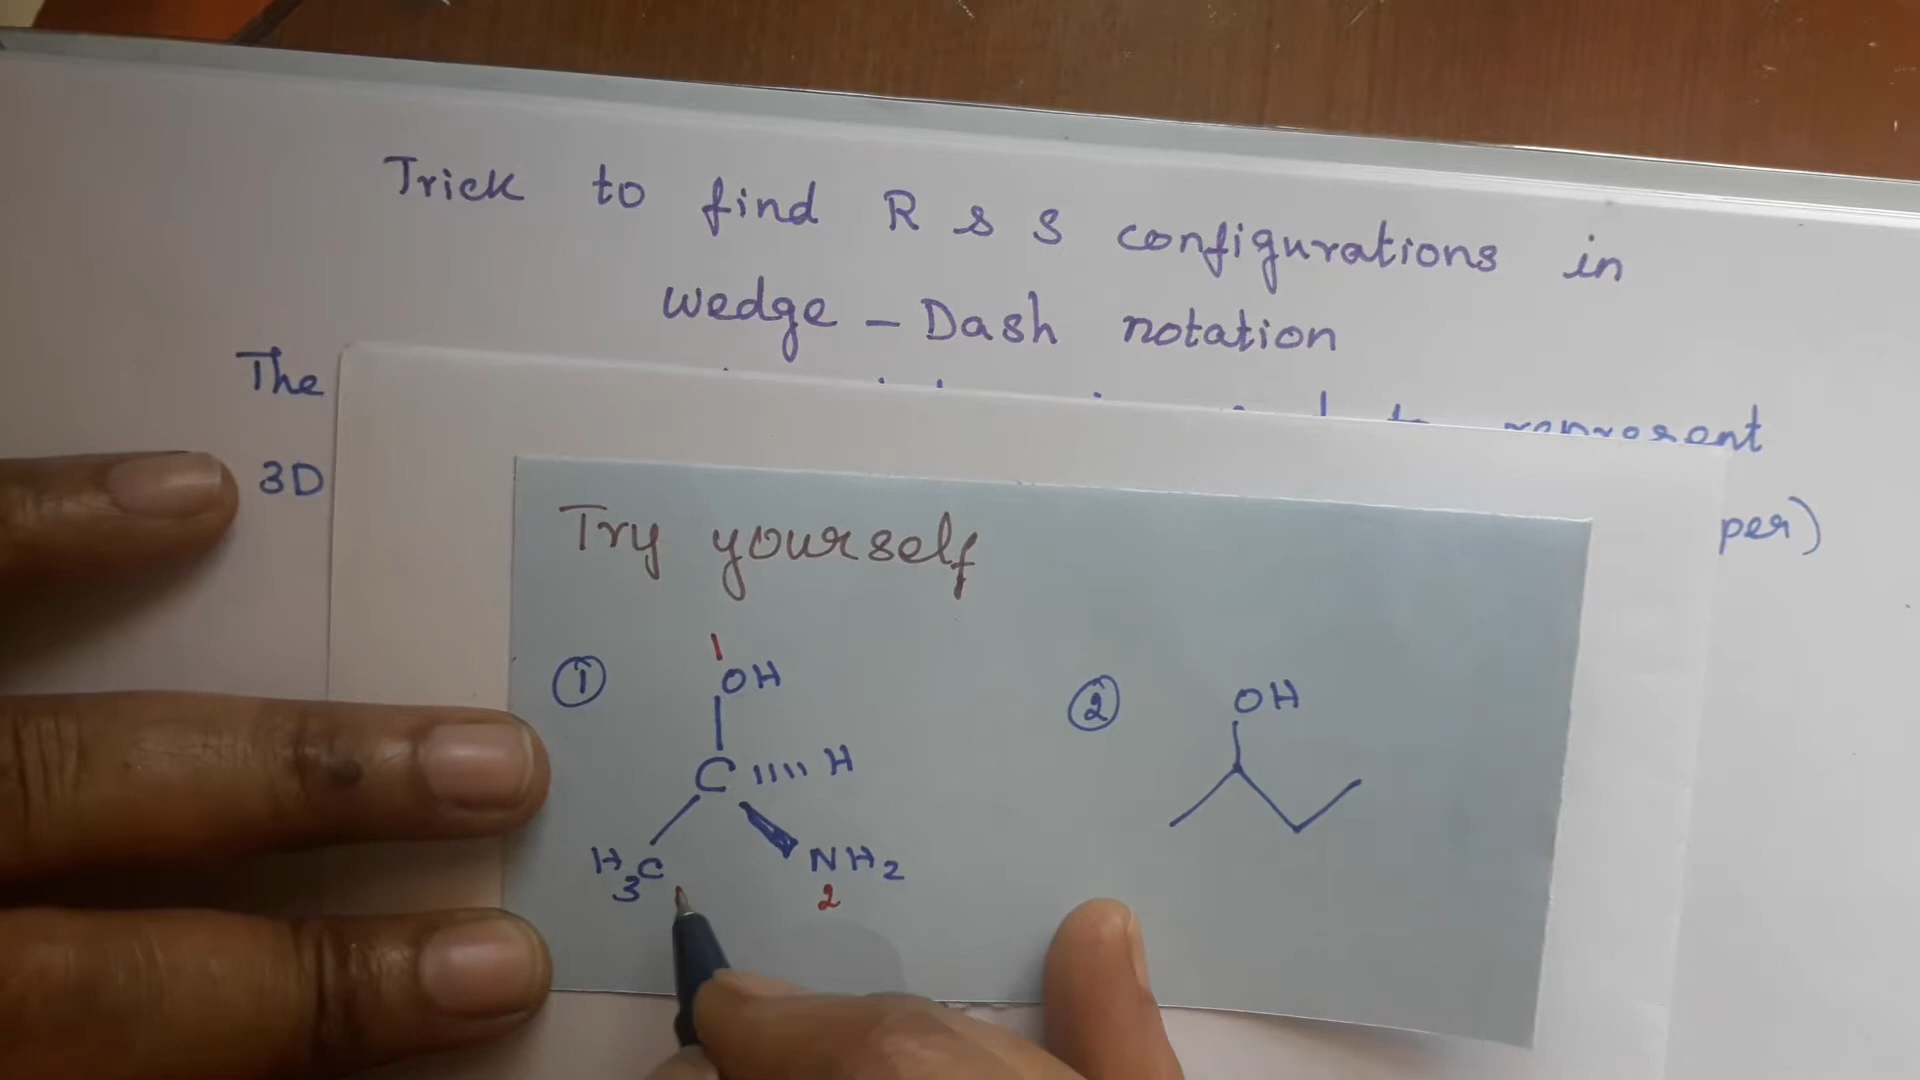 Trick to find R & S configurations in
wedge - Dash notation
The represent
3D per)
Try yourself
1
① OH ② OH
C H
H3C NH2
2